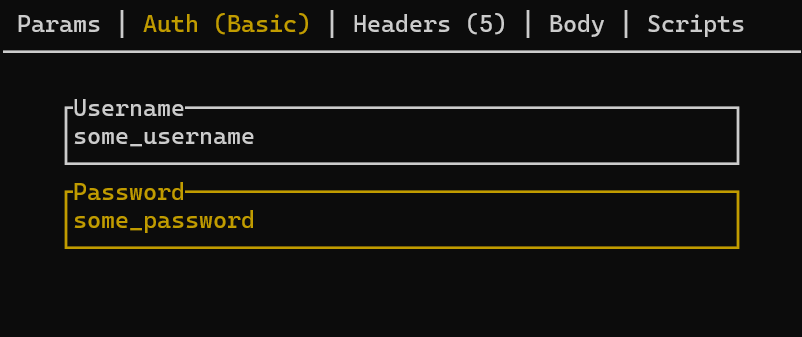 Params | Auth (Basic) | Headers (5) | Body | Scripts
Username
some_username
Password
some_password